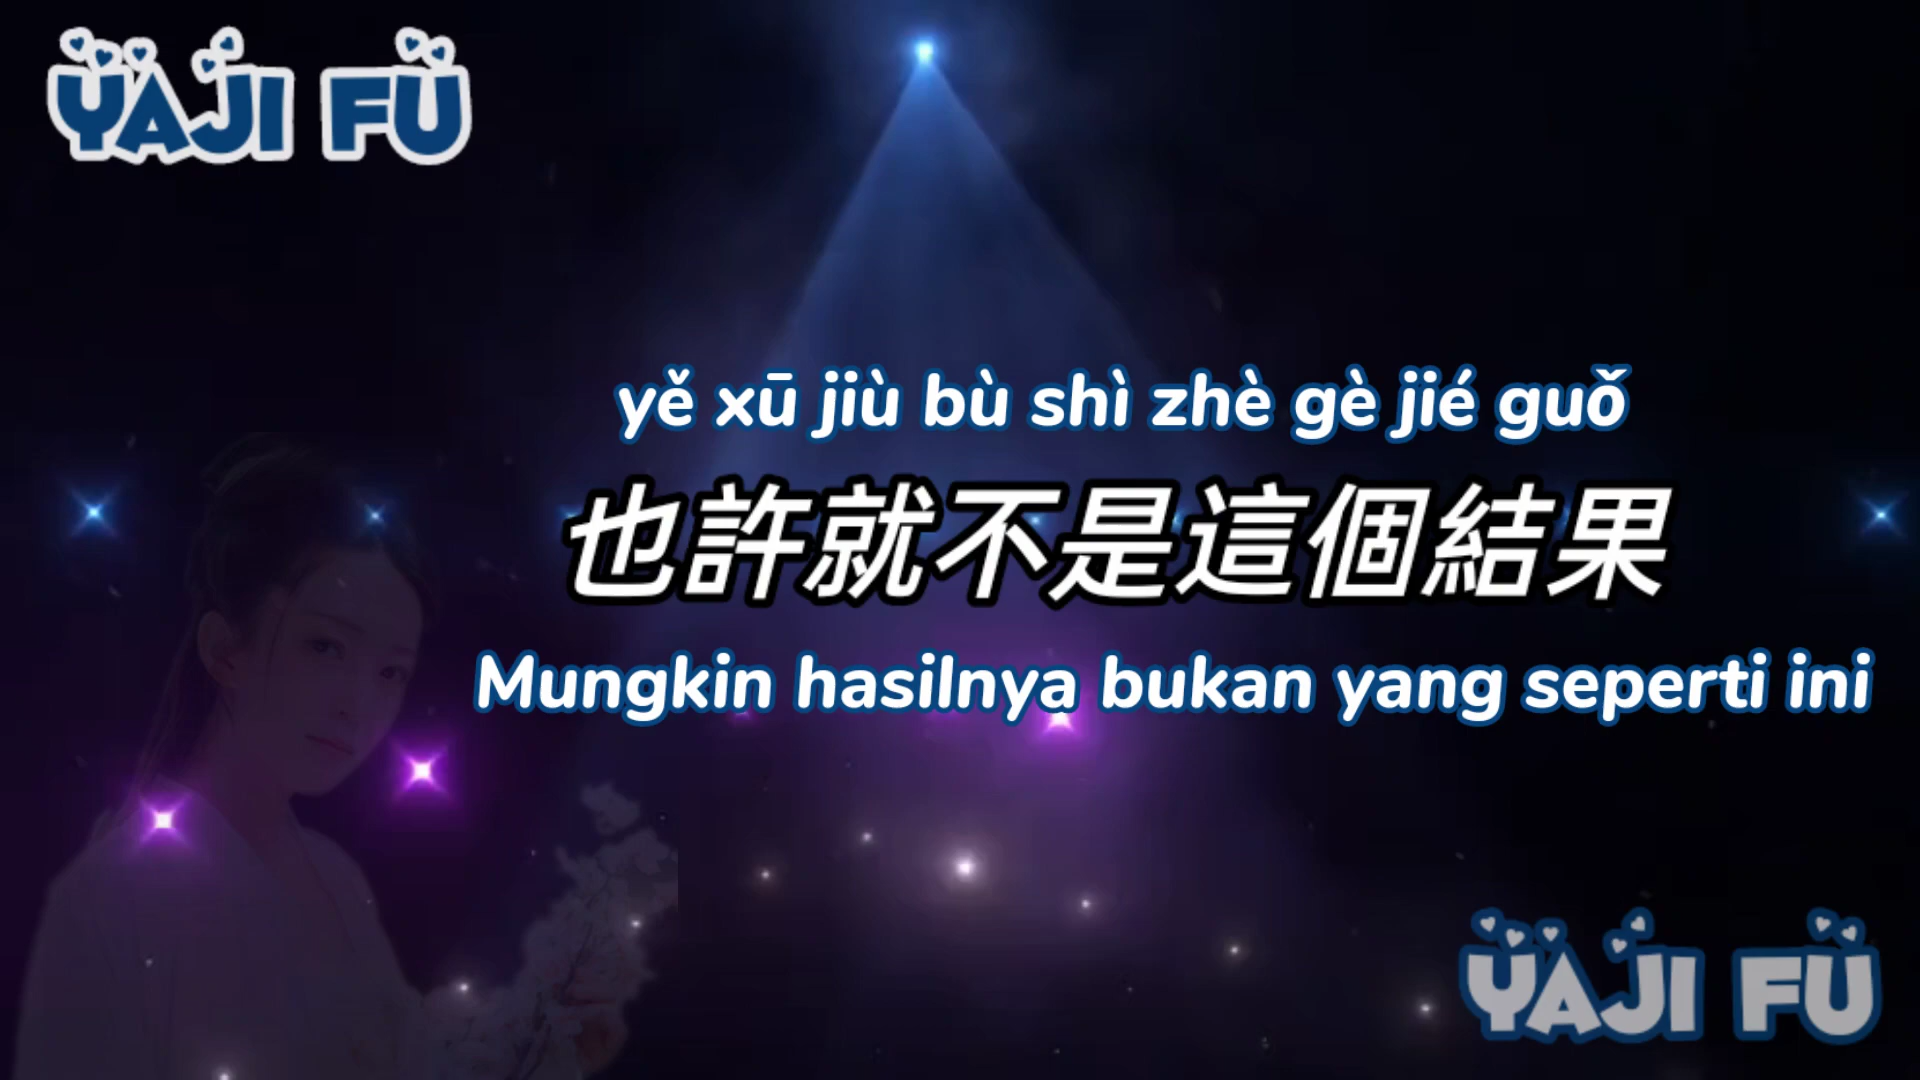 YAJI FU
yě xū jiù bù shì zhè gè jié guǒ
也許就不是這個結果
Mungkin hasilnya bukan yang seperti ini
YAJI FU